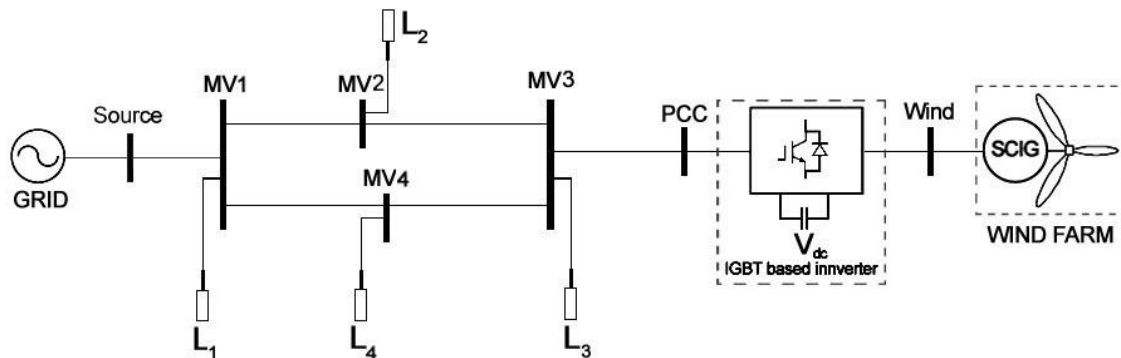 L2
MV1
MV2
MV3
Source
PCC
Wind
SCIG
GRID
MV4
Vdc
IGBT based innverter
WIND FARM
L1
L4
L3